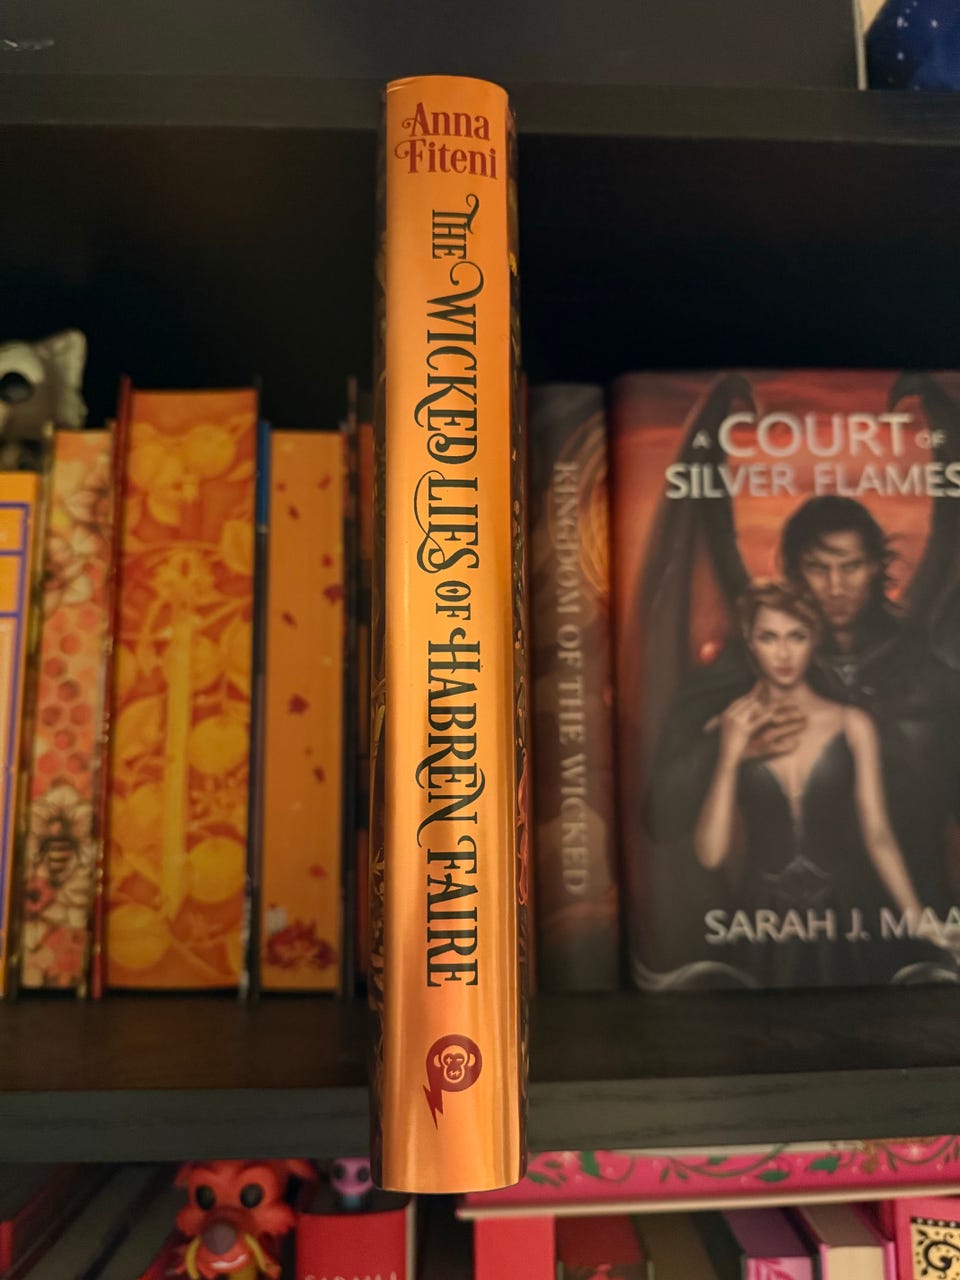 Anna
Fiteni
THE WICKED LIES OF HABREN FAIRE
KINGDOM OF THE WICKED
A COURT OF
SILVER FLAMES
SARAH J. MAA